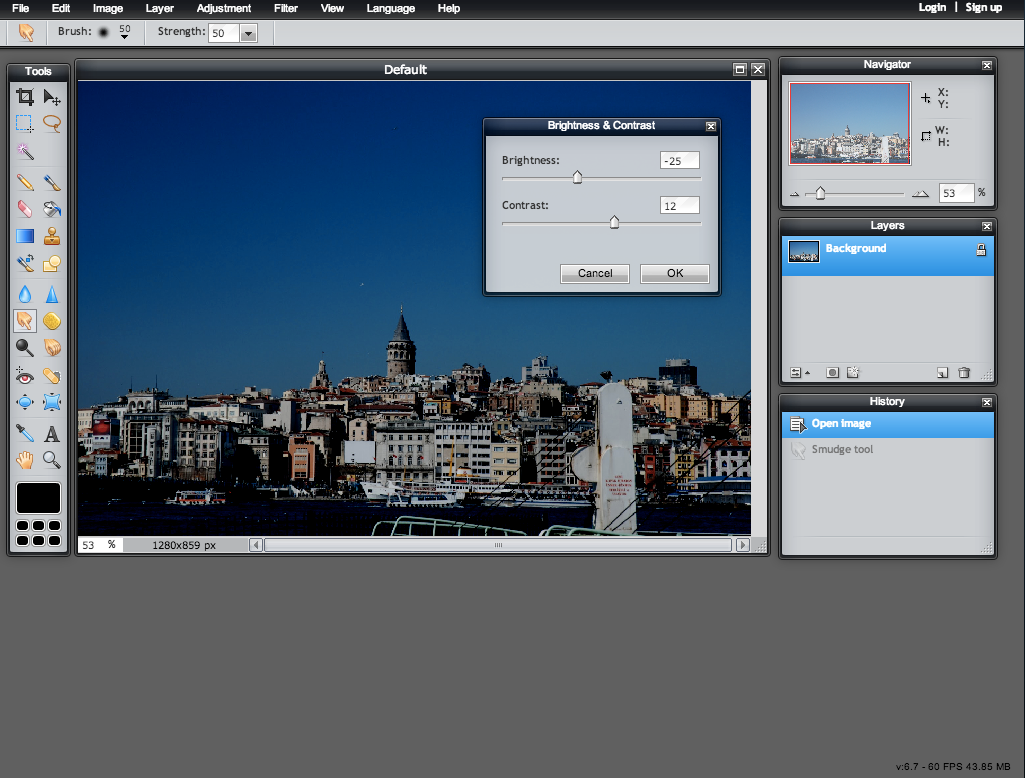 File Edit Image Layer Adjustment Filter View Language Help Login | Sign up
Brush: 50 Strength: 50
Tools
Default
Brightness & Contrast
Brightness: -25
Contrast: 12
Cancel OK
53 % 1280x859 px
Navigator
X:
Y:
W:
H:
53 %
Layers
Background
History
Open image
Smudge tool
v:6.7 - 60 FPS 43.85 MB